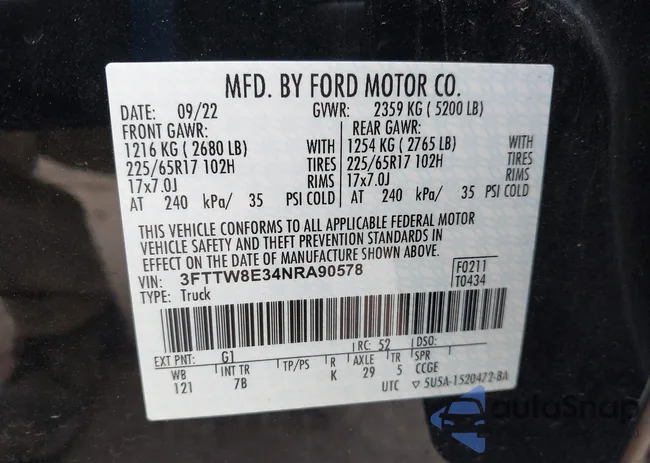 MFD. BY FORD MOTOR CO.
DATE: 09/22 GVWR: 2359 KG ( 5200 LB)
FRONT GAWR: REAR GAWR:
1216 KG ( 2680 LB) WITH 1254 KG ( 2765 LB) WITH
225/65R17 102H TIRES 225/65R17 102H TIRES
17x7.0J RIMS 17x7.0J RIMS
AT 240 kPa/ 35 PSI COLD AT 240 kPa/ 35 PSI COLD
THIS VEHICLE CONFORMS TO ALL APPLICABLE FEDERAL MOTOR
VEHICLE SAFETY AND THEFT PREVENTION STANDARDS IN
EFFECT ON THE DATE OF MANUFACTURE SHOWN ABOVE.
VIN: 3FTTW8E34NRA90578 F0211
TYPE: Truck T0434
EXT PNT: G1 RC: 52 DSO:
WB INT TR TP/PS R AXLE TR SPR
121 7B K 29 5 CCGE
UTC ▽ 5U5A-1520472-BA
autoSnap